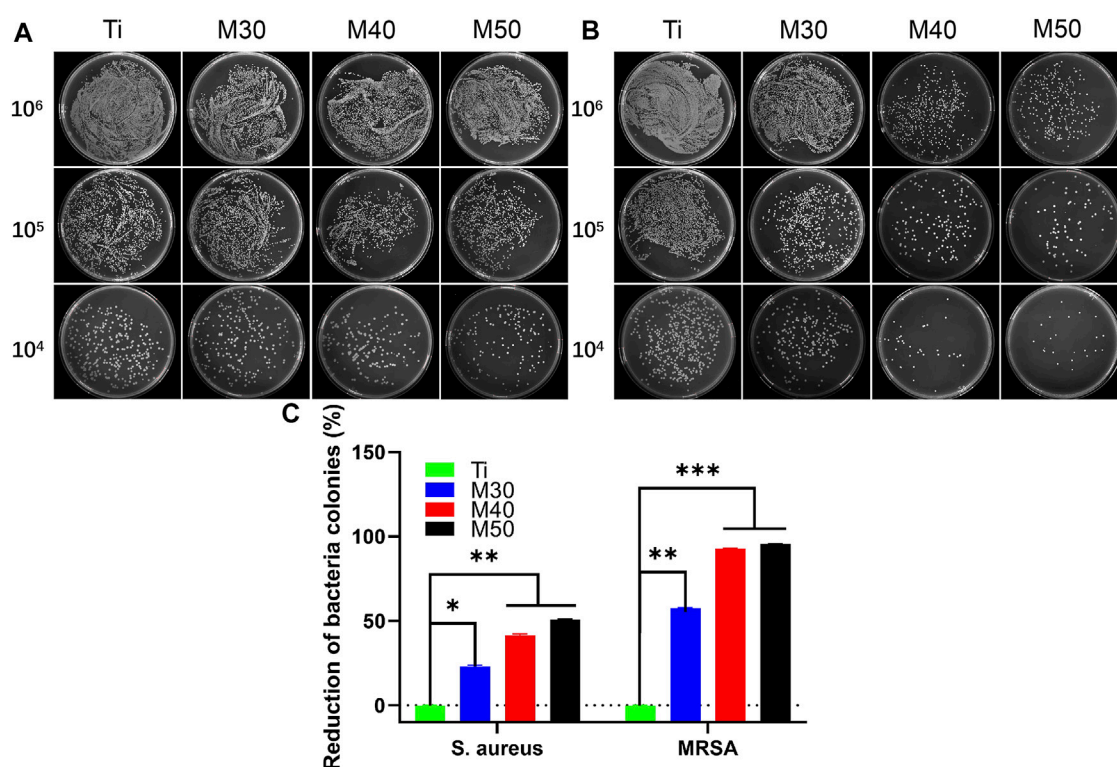 A Ti M30 M40 M50 B Ti M30 M40 M50
10⁶ 10⁶
10⁵ 10⁵
10⁴ 10⁴
C
Reduction of bacteria colonies (%)
150
100
50
0
Ti
M30
M40
M50
*
**
**
***
S. aureus MRSA